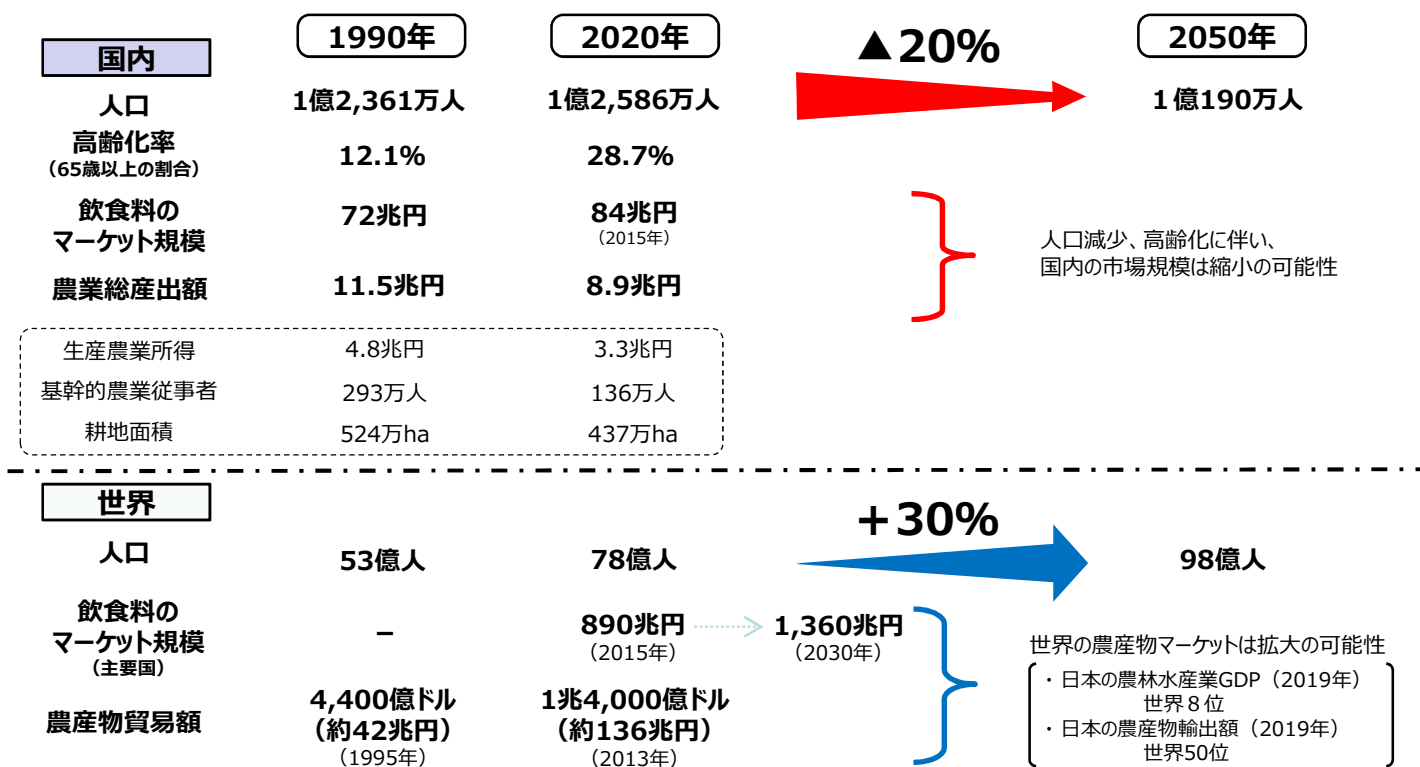 1990年 2020年 ▲20% 2050年
国内
人口 1億2,361万人 1億2,586万人 1億190万人
高齢化率
(65歳以上の割合) 12.1% 28.7%
飲食料の
マーケット規模 72兆円 84兆円
(2015年)
人口減少、高齢化に伴い、
国内の市場規模は縮小の可能性
農業総産出額 11.5兆円 8.9兆円
生産農業所得 4.8兆円 3.3兆円
基幹的農業従事者 293万人 136万人
耕地面積 524万ha 437万ha
世界
+30%
人口 53億人 78億人 98億人
飲食料の
マーケット規模
(主要国)
– 890兆円 1,360兆円
(2015年) (2030年)
農産物貿易額 4,400億ドル 1兆4,000億ドル
(約42兆円) (約136兆円)
(1995年) (2013年)
世界の農産物マーケットは拡大の可能性
・日本の農林水産業GDP(2019年)
世界8位
・日本の農産物輸出額(2019年)
世界50位